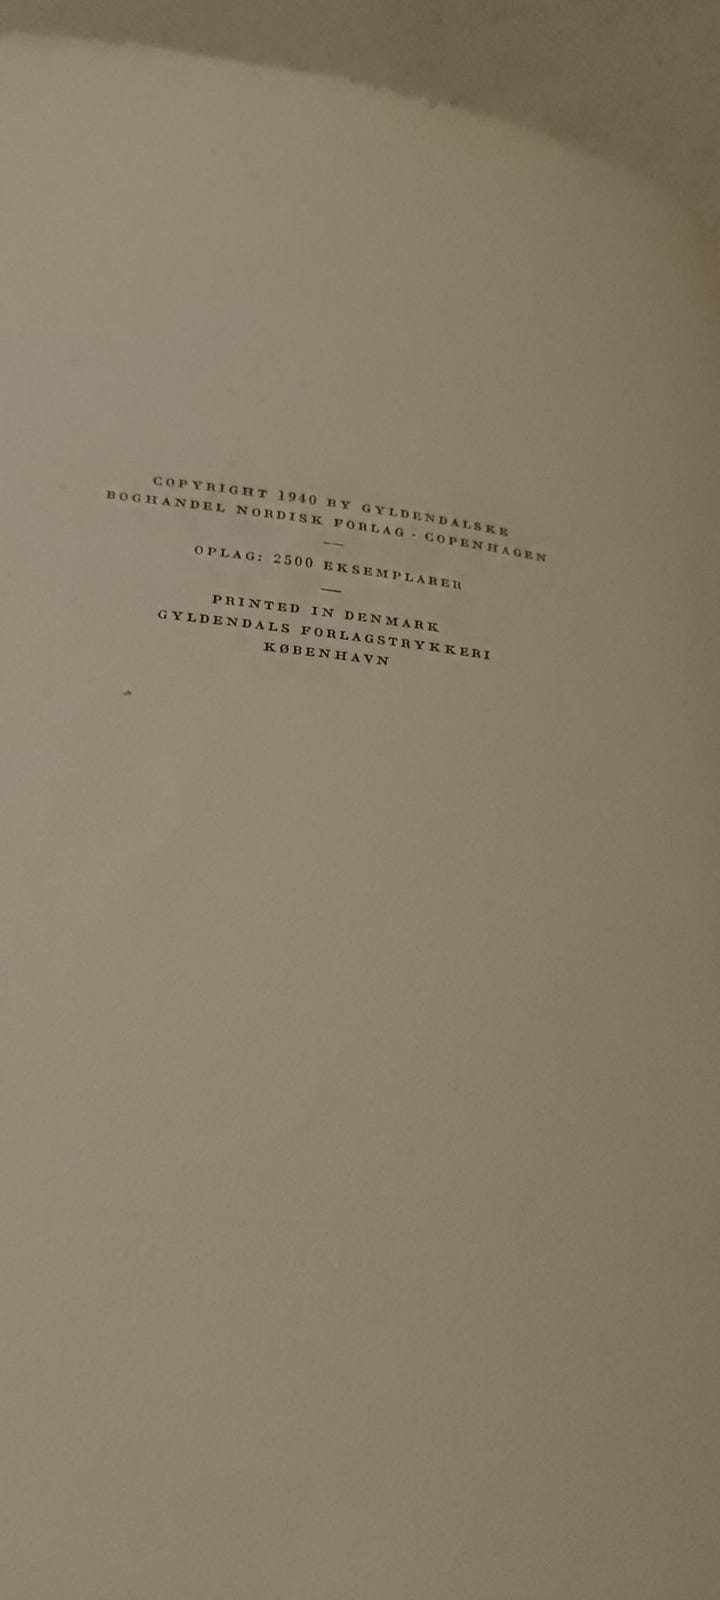 COPYRIGHT 1940 BY GYLDENDALSKE
BOGHANDEL NORDISK FORLAG - COPENHAGEN
OPLAG: 2500 EKSEMPLARER
PRINTED IN DENMARK
GYLDENDALS FORLAGSTRYKKERI
KØBENHAVN